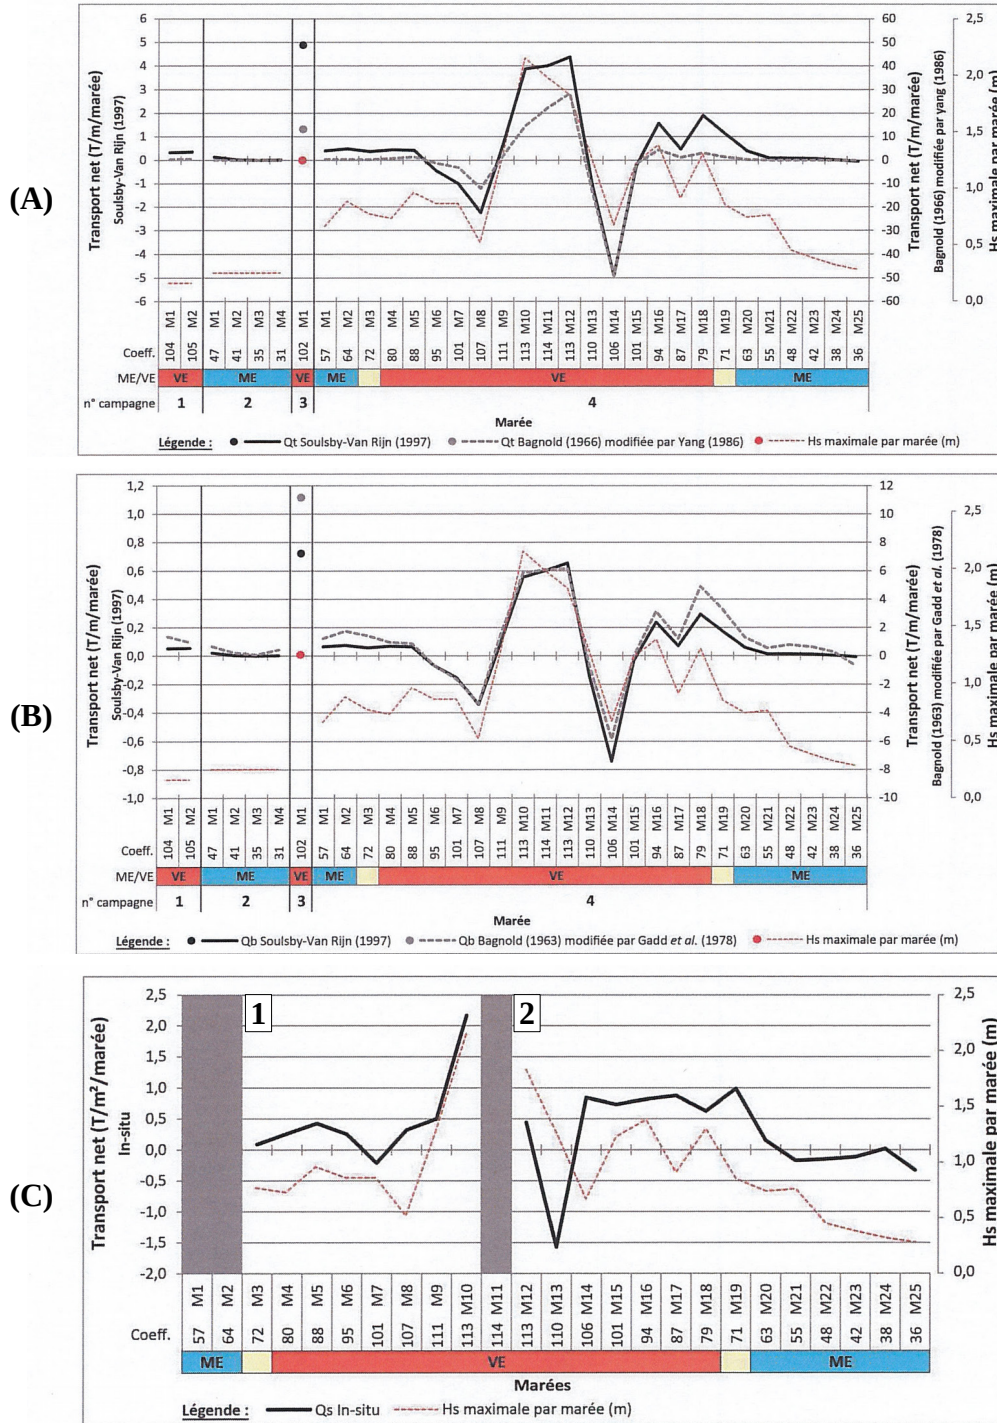 (A)
Transport net (T/m/marée)
Soulsby-Van Rijn (1997)
6
5
4
3
2
1
0
-1
-2
-3
-4
-5
-6
60
50
40
30
20
10
0
-10
-20
-30
-40
-50
-60
Transport net (T/m/marée)
Bagnold (1966) modifiée par yang (1986)
2,5
2,0
1,5
1,0
0,5
0,0
Hs maximale par marée (m)
M1 M2 M1 M2 M3 M4 M1 M1 M2 M3 M4 M5 M6 M7 M8 M9 M10 M11 M12 M13 M14 M15 M16 M17 M18 M19 M20 M21 M22 M23 M24 M25
Coeff. 104 105 47 41 35 31 102 57 64 72 80 88 95 101 107 111 113 114 113 110 106 101 94 87 79 71 63 55 48 42 38 36
ME/VE VE ME VE ME VE ME
n° campagne 1 2 3 4
Marée
Légende : Qt Soulsby-Van Rijn (1997) Qt Bagnold (1966) modifiée par Yang (1986) Hs maximale par marée (m)
(B)
Transport net (T/m/marée)
Soulsby-Van Rijn (1997)
1,2
1,0
0,8
0,6
0,4
0,2
0,0
-0,2
-0,4
-0,6
-0,8
-1,0
12
10
8
6
4
2
0
-2
-4
-6
-8
-10
Transport net (T/m/marée)
Bagnold (1963) modifiée par Gadd et al. (1978)
2,5
2,0
1,5
1,0
0,5
0,0
Hs maximale par marée (m)
M1 M2 M1 M2 M3 M4 M1 M1 M2 M3 M4 M5 M6 M7 M8 M9 M10 M11 M12 M13 M14 M15 M16 M17 M18 M19 M20 M21 M22 M23 M24 M25
Coeff. 104 105 47 41 35 31 102 57 64 72 80 88 95 101 107 111 113 114 113 110 106 101 94 87 79 71 63 55 48 42 38 36
ME/VE VE ME VE ME VE ME
n° campagne 1 2 3 4
Marée
Légende : Qb Soulsby-Van Rijn (1997) Qb Bagnold (1963) modifiée par Gadd et al. (1978) Hs maximale par marée (m)
(C)
Transport net (T/m²/marée)
In-situ
2,5
2,0
1,5
1,0
0,5
0,0
-0,5
-1,0
-1,5
-2,0
1
2
2,5
2,0
1,5
1,0
0,5
0,0
Hs maximale par marée (m)
M1 M2 M3 M4 M5 M6 M7 M8 M9 M10 M11 M12 M13 M14 M15 M16 M17 M18 M19 M20 M21 M22 M23 M24 M25
Coeff. 57 64 72 80 88 95 101 107 111 113 114 113 110 106 101 94 87 79 71 63 55 48 42 38 36
ME VE ME
Marées
Légende : Qs In-situ Hs maximale par marée (m)